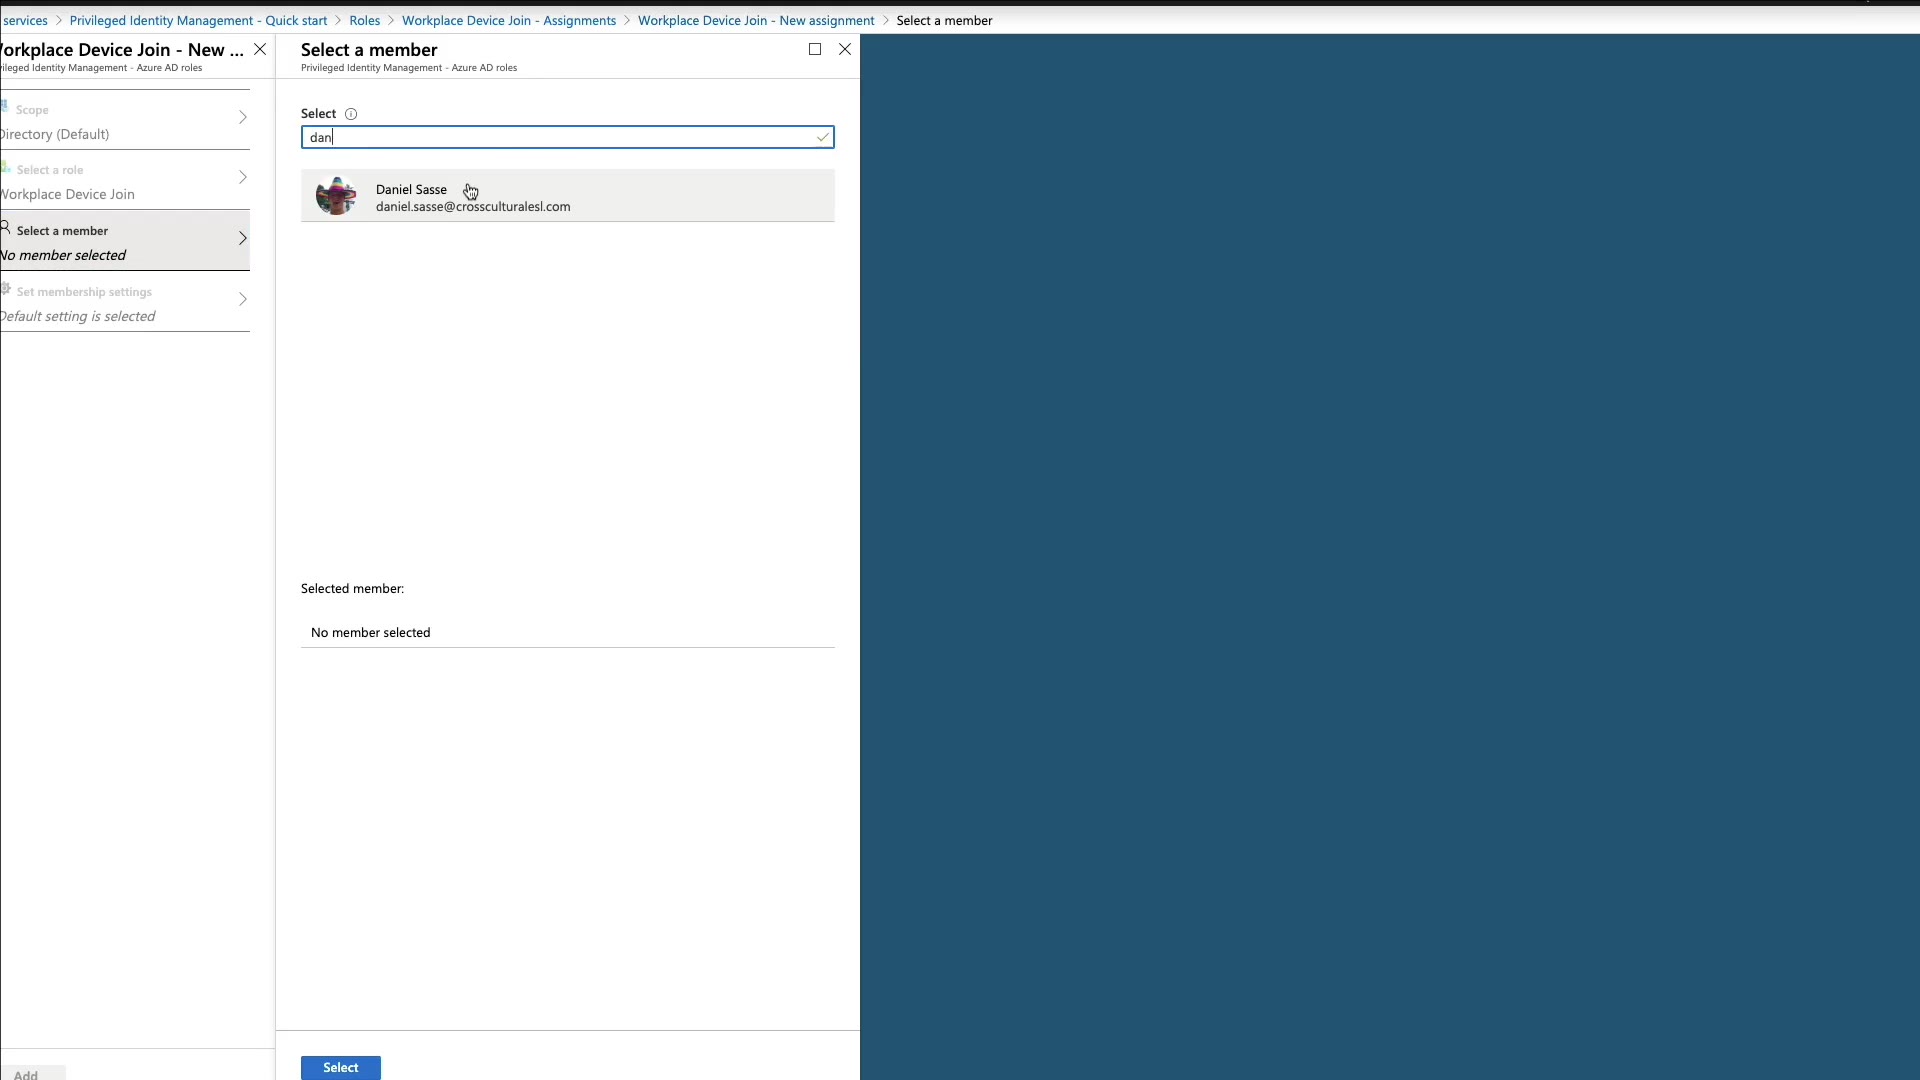 services > Privileged Identity Management - Quick start > Roles > Workplace Device Join - Assignments > Workplace Device Join - New assignment > Select a member
orkplace Device Join - New ...
ileged Identity Management - Azure AD roles
Scope
Directory (Default)
Select a role
Workplace Device Join
Select a member
No member selected
Set membership settings
Default setting is selected
Add
Select a member
Privileged Identity Management - Azure AD roles
Select
dan
Daniel Sasse
daniel.sasse@crossculturalesl.com
Selected member:
No member selected
Select